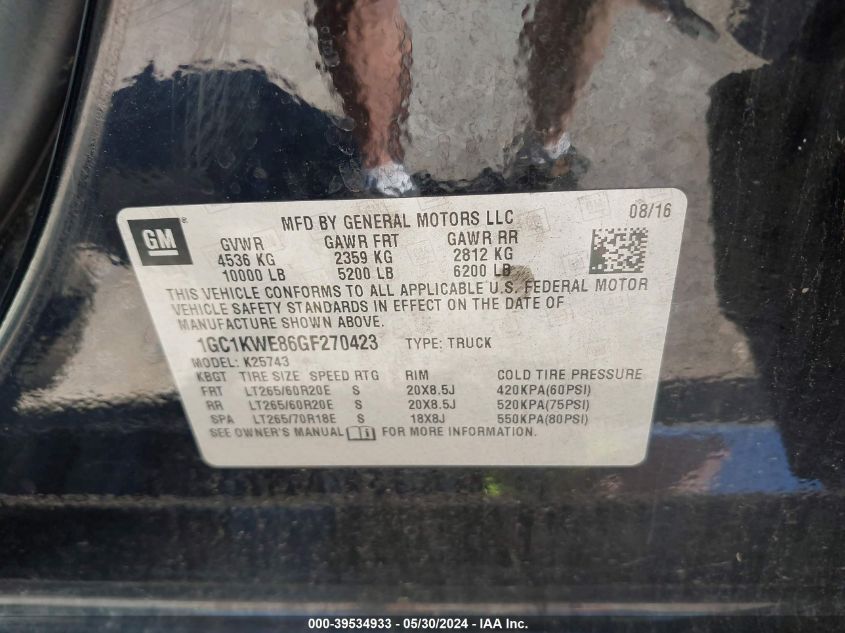 GM
MFD BY GENERAL MOTORS LLC
08/16
GVWR GAWR FRT GAWR RR
4536 KG 2359 KG 2812 KG
10000 LB 5200 LB 6200 LB
THIS VEHICLE CONFORMS TO ALL APPLICABLE U.S. FEDERAL MOTOR
VEHICLE SAFETY STANDARDS IN EFFECT ON THE DATE OF
MANUFACTURE SHOWN ABOVE.
1GC1KWE86GF270423 TYPE: TRUCK
MODEL: K25743
KBGT TIRE SIZE SPEED RTG RIM COLD TIRE PRESSURE
FRT LT265/60R20E S 20X8.5J 420KPA(60PSI)
RR LT265/60R20E S 20X8.5J 520KPA(75PSI)
SPA LT265/70R18E S 18X8J 550KPA(80PSI)
SEE OWNER'S MANUAL FOR MORE INFORMATION.
000-39534933 - 05/30/2024 - IAA Inc.